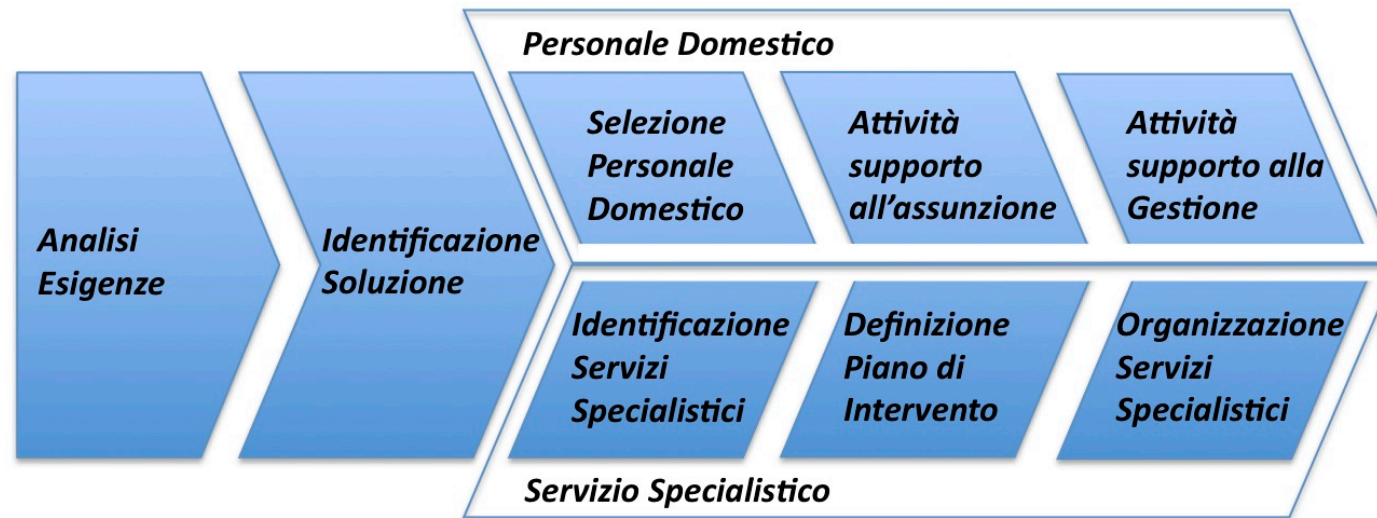 Personale Domestico
Analisi
Esigenze
Identificazione
Soluzione
Selezione
Personale
Domestico
Attività
supporto
all’assunzione
Attività
supporto alla
Gestione
Identificazione
Servizi
Specialistici
Definizione
Piano di
Intervento
Organizzazione
Servizi
Specialistici
Servizio Specialistico